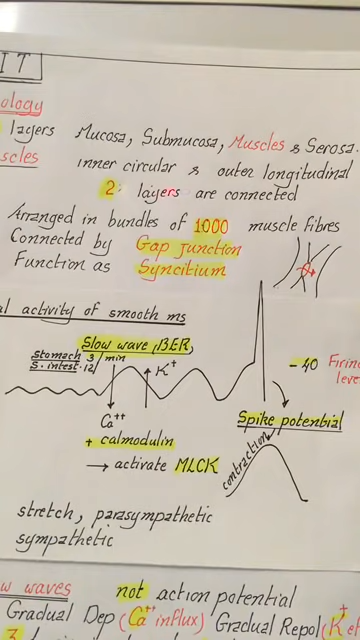 IT
ology
layers Mucosa, Submucosa, Muscles & Serosa.
scles inner circular & outer longitudinal
2 layers are connected
Arranged in bundles of 1000 muscle fibres
Connected by Gap junction
Function as Syncitium
al activity of smooth ms
Slow wave (BER)
stomach 3/min
S. intest. 12/
K+
-40 Firin
leve
Ca++
+ calmodulin
→ activate MLCK
Spike potential
contraction
stretch, parasympathetic
sympathetic
w waves not action potential
Gradual Dep (Ca++ influx) Gradual Repol (K+ ef
3